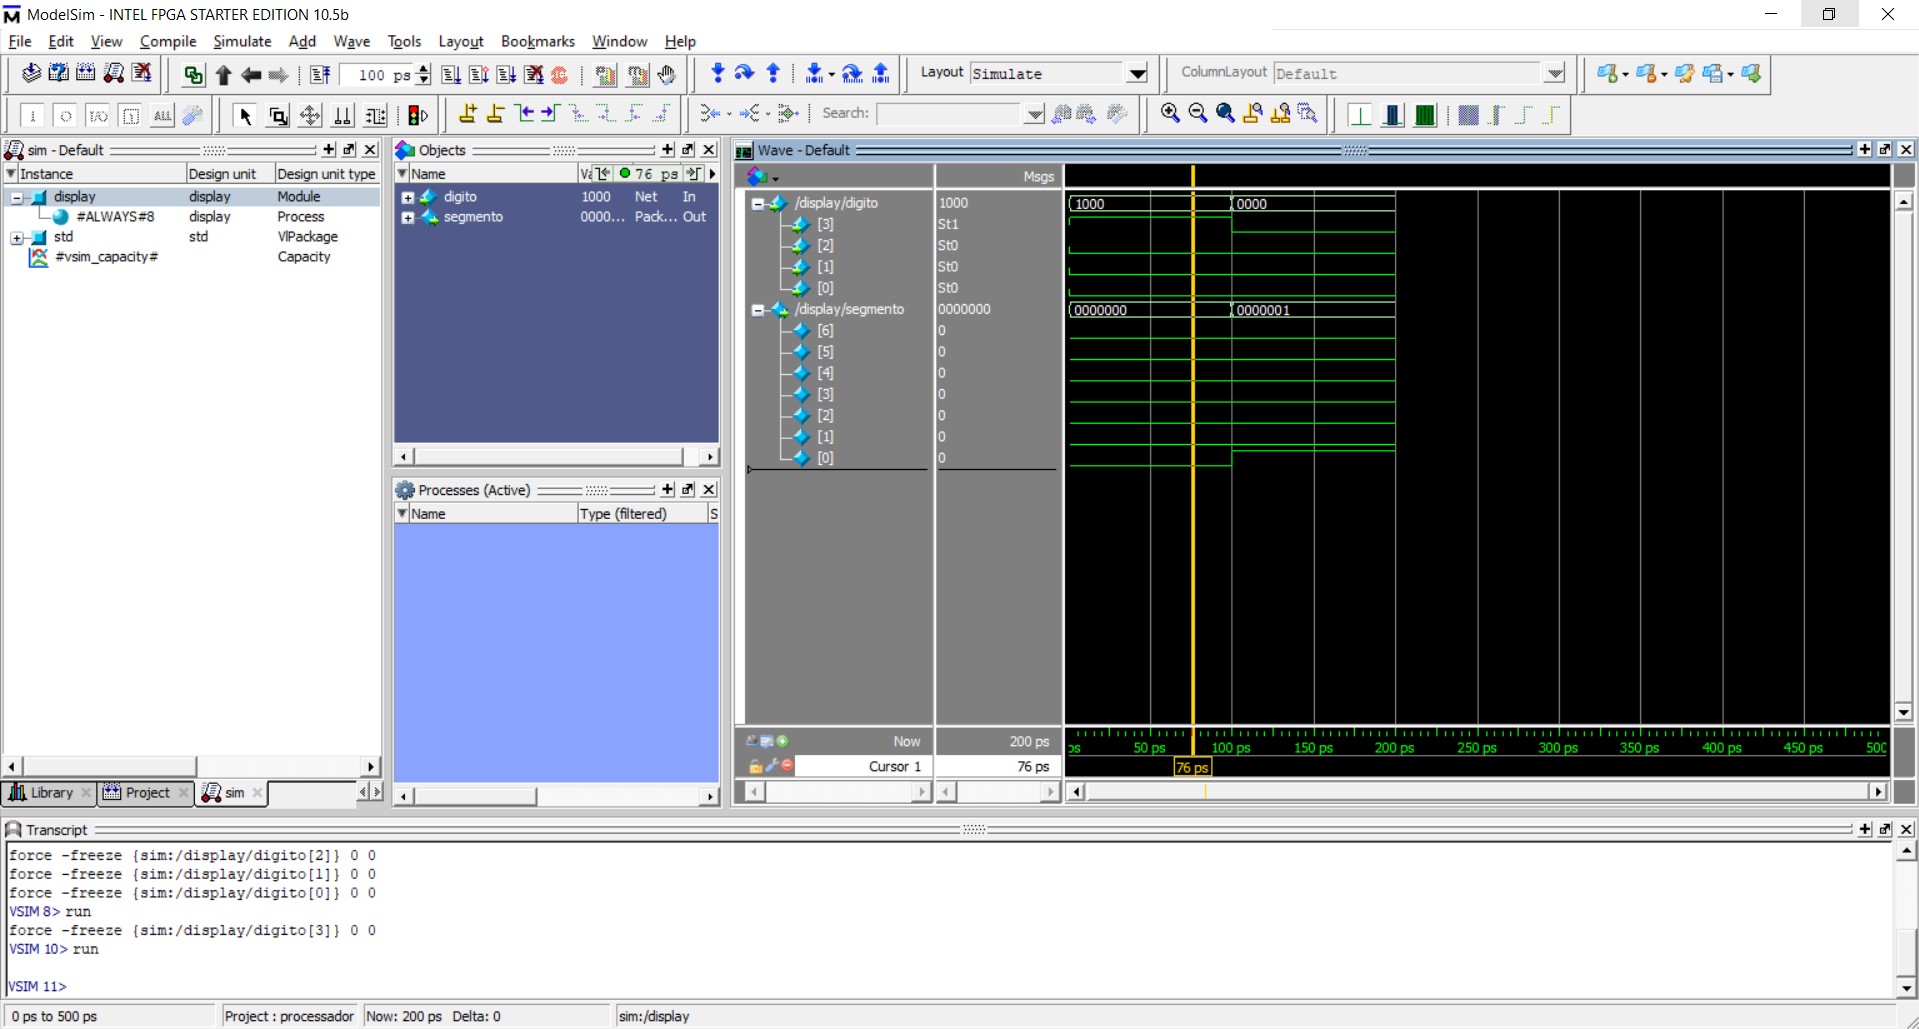 ModelSim - INTEL FPGA STARTER EDITION 10.5b
File Edit View Compile Simulate Add Wave Tools Layout Bookmarks Window Help
100 ps
Layout Simulate
ColumnLayout Default
ALL
Search:
sim - Default
Instance Design unit Design unit type
display display Module
#ALWAYS#8 display Process
std std VlPackage
#vsim_capacity# Capacity
Library Project sim
Objects
Name 76 ps
digito 1000 Net In
segmento 0000... Pack... Out
Processes (Active)
Name Type (filtered) S
Wave - Default
Msgs
/display/digito 1000
[3] St1
[2] St0
[1] St0
[0] St0
/display/segmento 0000000
[6] 0
[5] 0
[4] 0
[3] 0
[2] 0
[1] 0
[0] 0
1000 0000
0000000 0000001
Now 200 ps
Cursor 1 76 ps
ps 50 ps 100 ps 150 ps 200 ps 250 ps 300 ps 350 ps 400 ps 450 ps 500
76 ps
Transcript
force -freeze {sim:/display/digito[2]} 0 0
force -freeze {sim:/display/digito[1]} 0 0
force -freeze {sim:/display/digito[0]} 0 0
VSIM 8> run
force -freeze {sim:/display/digito[3]} 0 0
VSIM 10> run
VSIM 11>
0 ps to 500 ps Project : processador Now: 200 ps Delta: 0 sim:/display